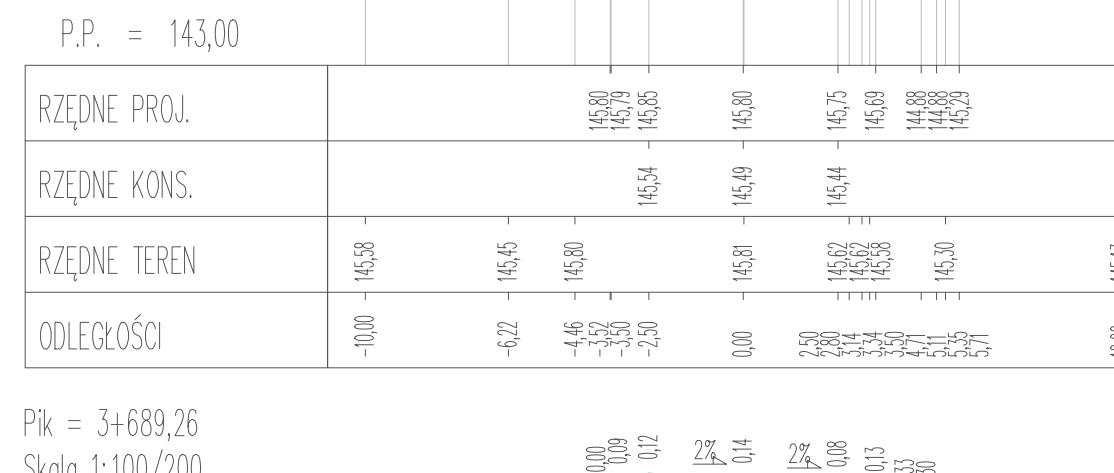 P.P. = 143,00
RZĘDNE PROJ. 145,80 145,79 145,85 145,80 145,75 145,69 144,88 144,88 145,29
RZĘDNE KONS. 145,54 145,49 145,44
RZĘDNE TEREN 145,58 145,45 145,80 145,81 145,62 145,62 145,58 145,30
ODLEGŁOŚCI -10,00 -6,22 -4,46 -3,52 -3,50 -2,50 0,00 2,50 2,80 3,14 3,34 3,50 4,71 5,11 5,35 5,71
Pik = 3+689,26
Skala 1:100/200
0,00 0,09 0,12 2% 0,14 2% 0,08 0,13